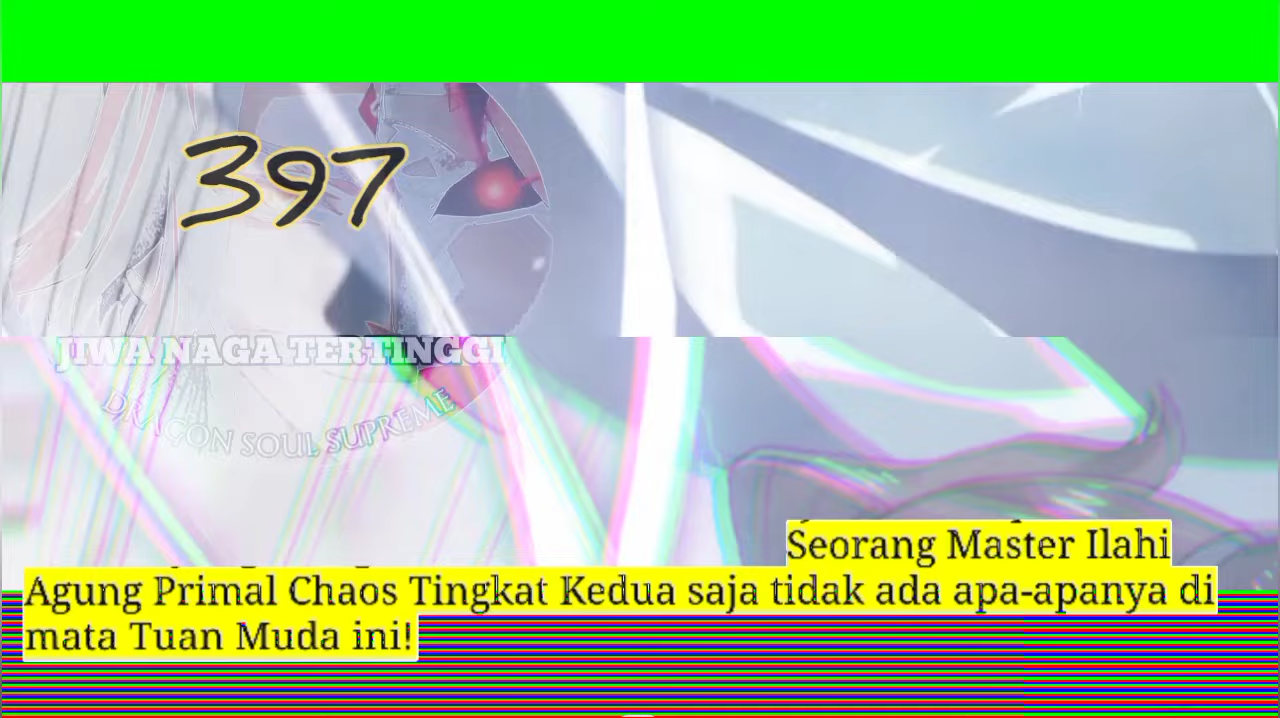 397
JIWA NAGA TERTINGGI
DRAGON SOUL SUPREME
Seorang Master Ilahi
Agung Primal Chaos Tingkat Kedua saja tidak ada apa-apanya di
mata Tuan Muda ini!